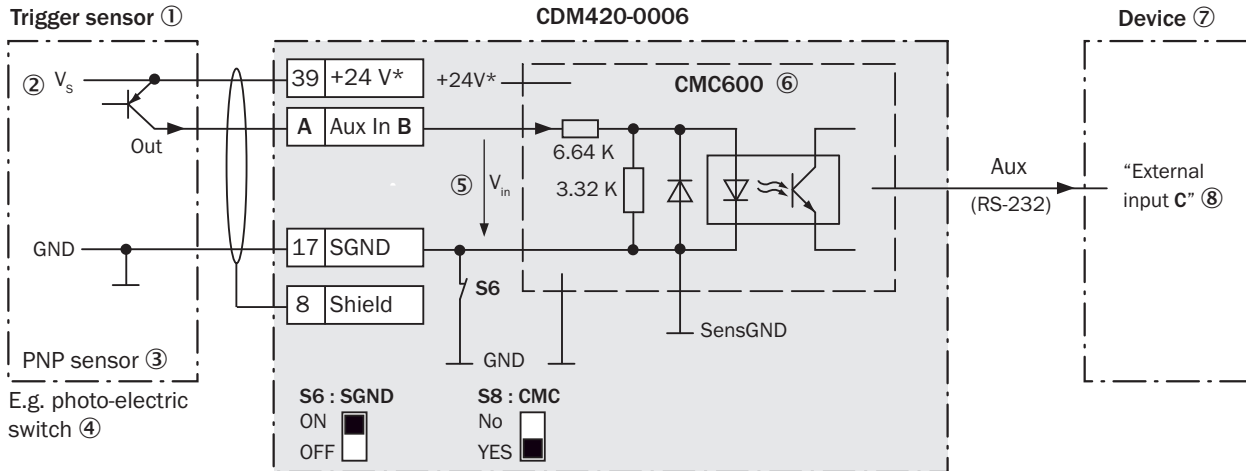 Trigger sensor ①
CDM420-0006
Device ⑦
② Vs
39 +24 V*
+24V*
CMC600 ⑥
A Aux In B
Out
6.64 K
⑤ Vin
3.32 K
Aux
(RS-232)
"External
input C" ⑧
GND
17 SGND
S6
8 Shield
SensGND
GND
PNP sensor ③
E.g. photo-electric
switch ④
S6 : SGND
ON
OFF
S8 : CMC
No
YES